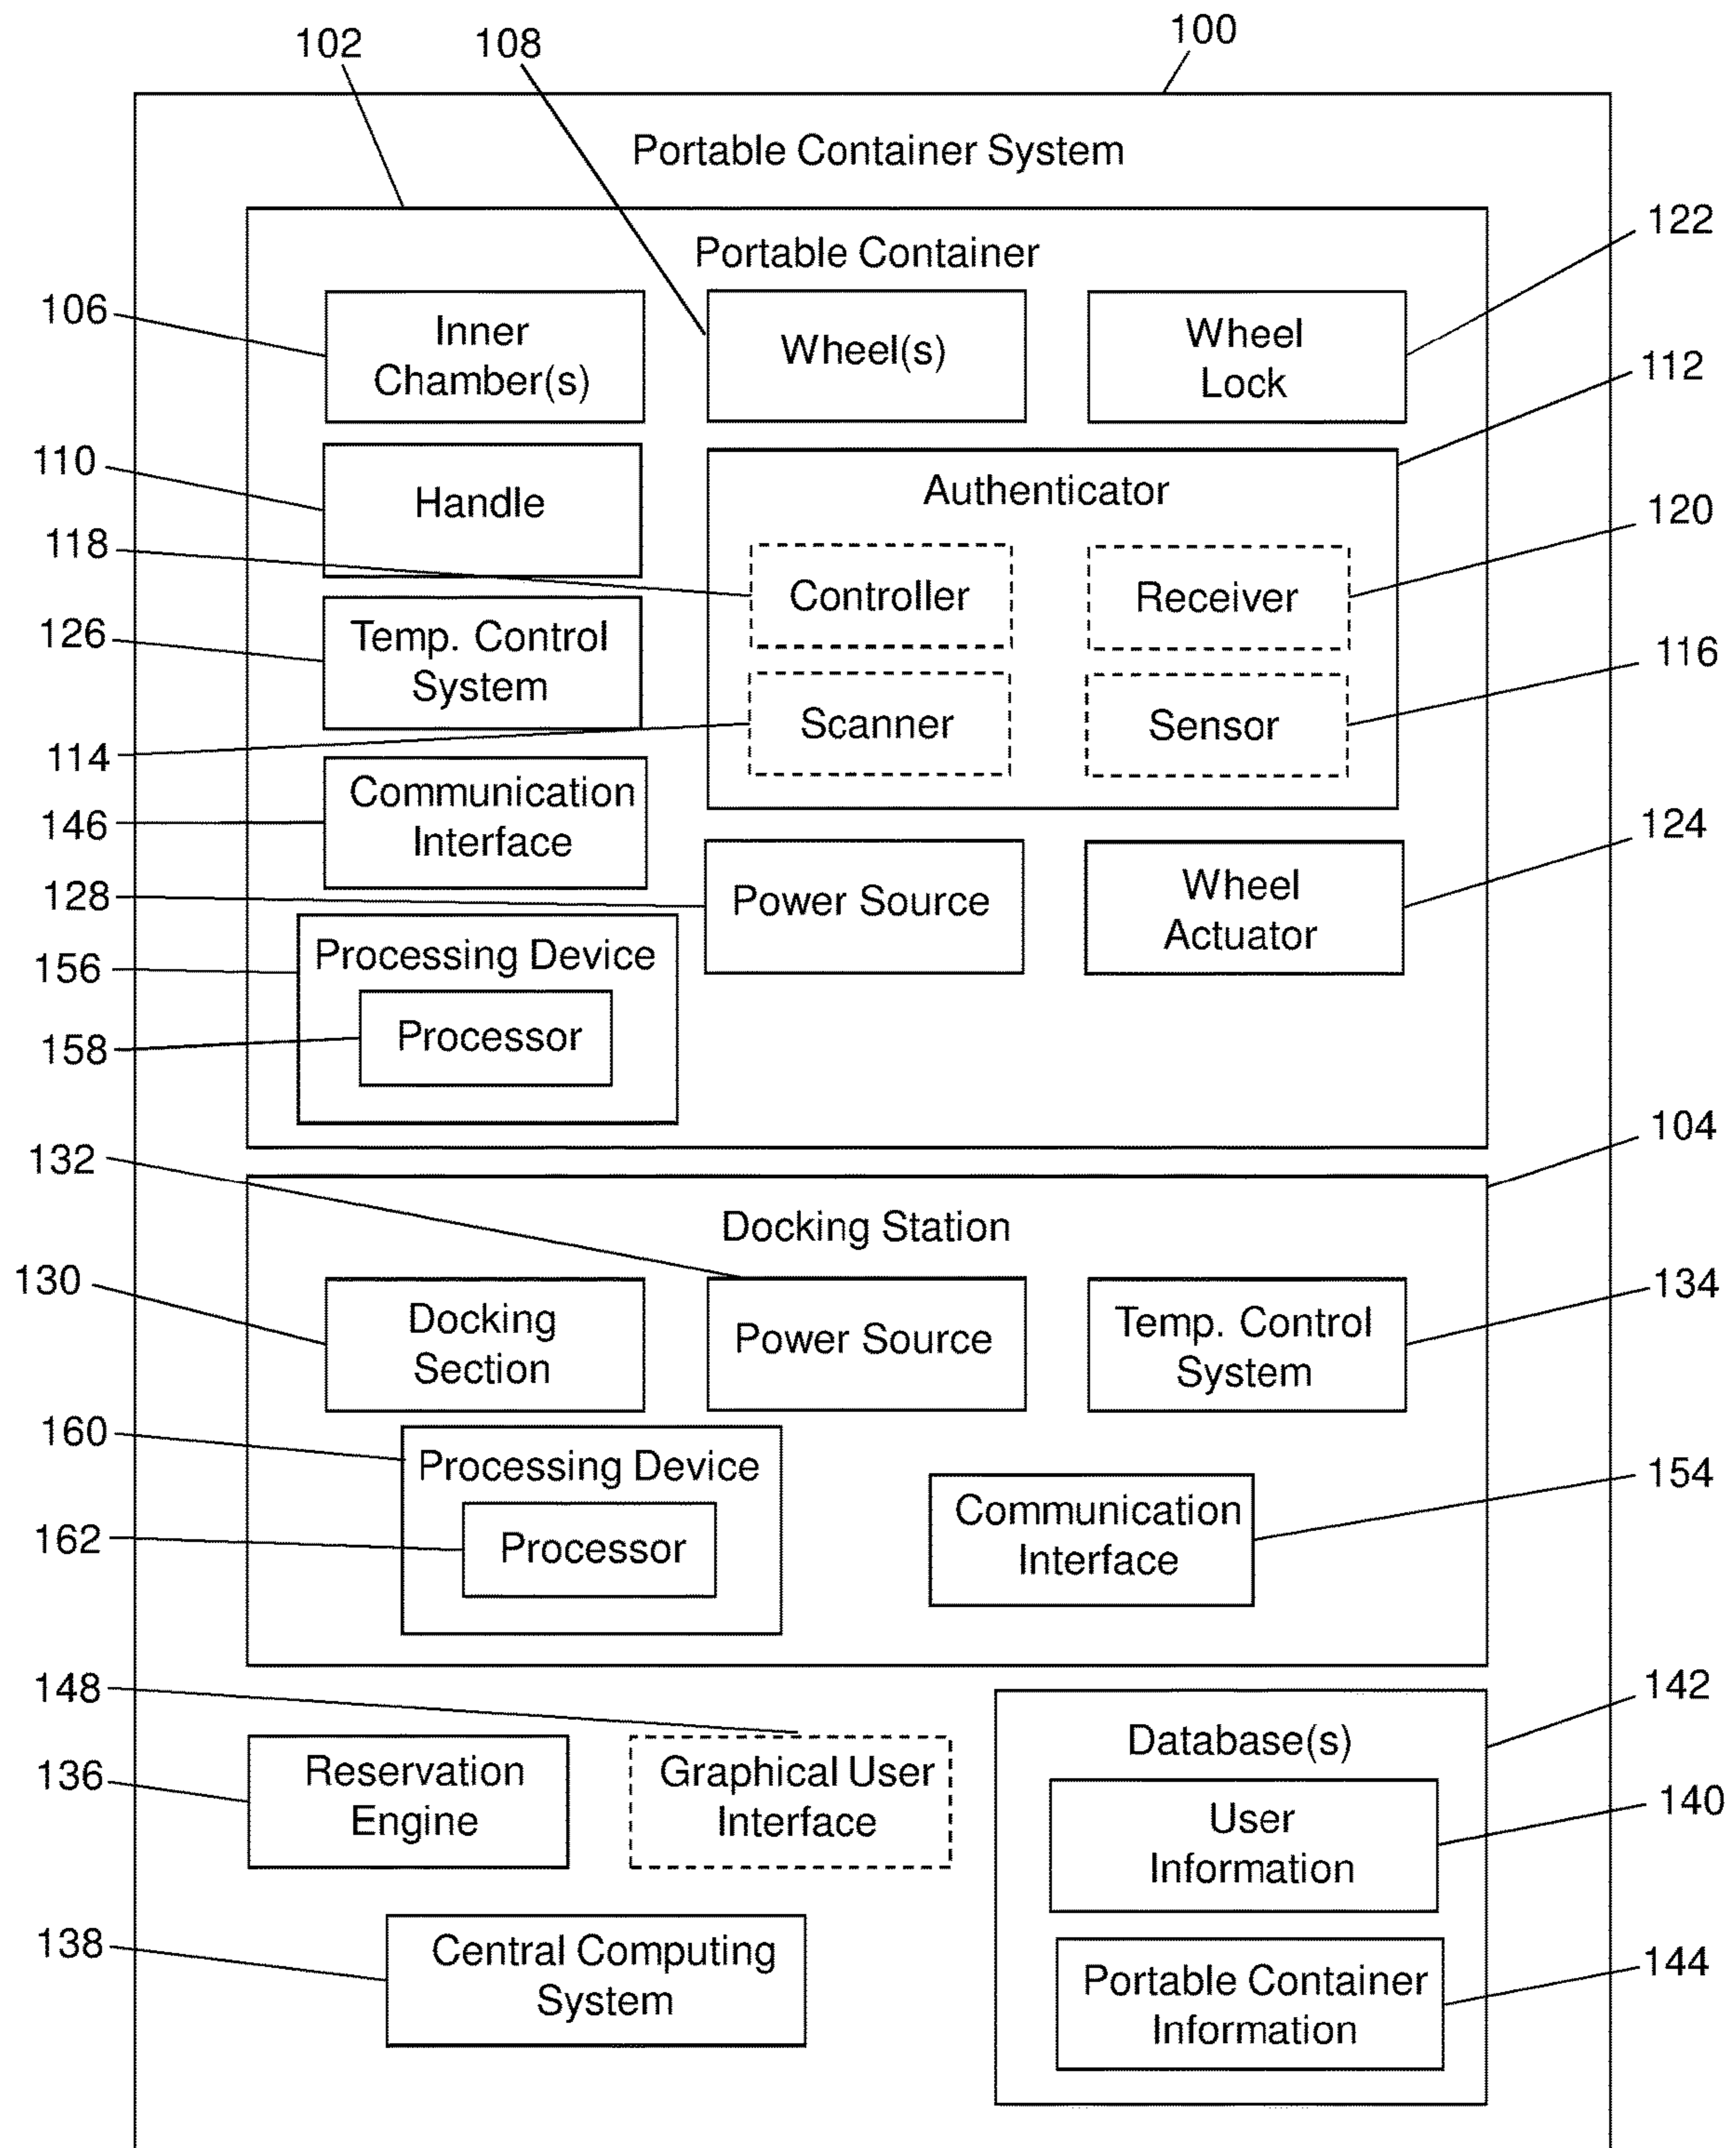 102
108
100
Portable Container System
Portable Container
122
106
Inner
Chamber(s)
Wheel(s)
Wheel
Lock
112
110
Handle
Authenticator
118
120
Controller
Receiver
126
Temp. Control
System
116
Scanner
Sensor
114
Communication
Interface
146
124
128
Power Source
Wheel
Actuator
156
Processing Device
158
Processor
104
132
Docking Station
130
Docking
Section
Power Source
Temp. Control
System
134
160
Processing Device
154
Communication
Interface
162
Processor
148
142
Database(s)
136
Reservation
Engine
Graphical User
Interface
140
User
Information
138
Central Computing
System
144
Portable Container
Information